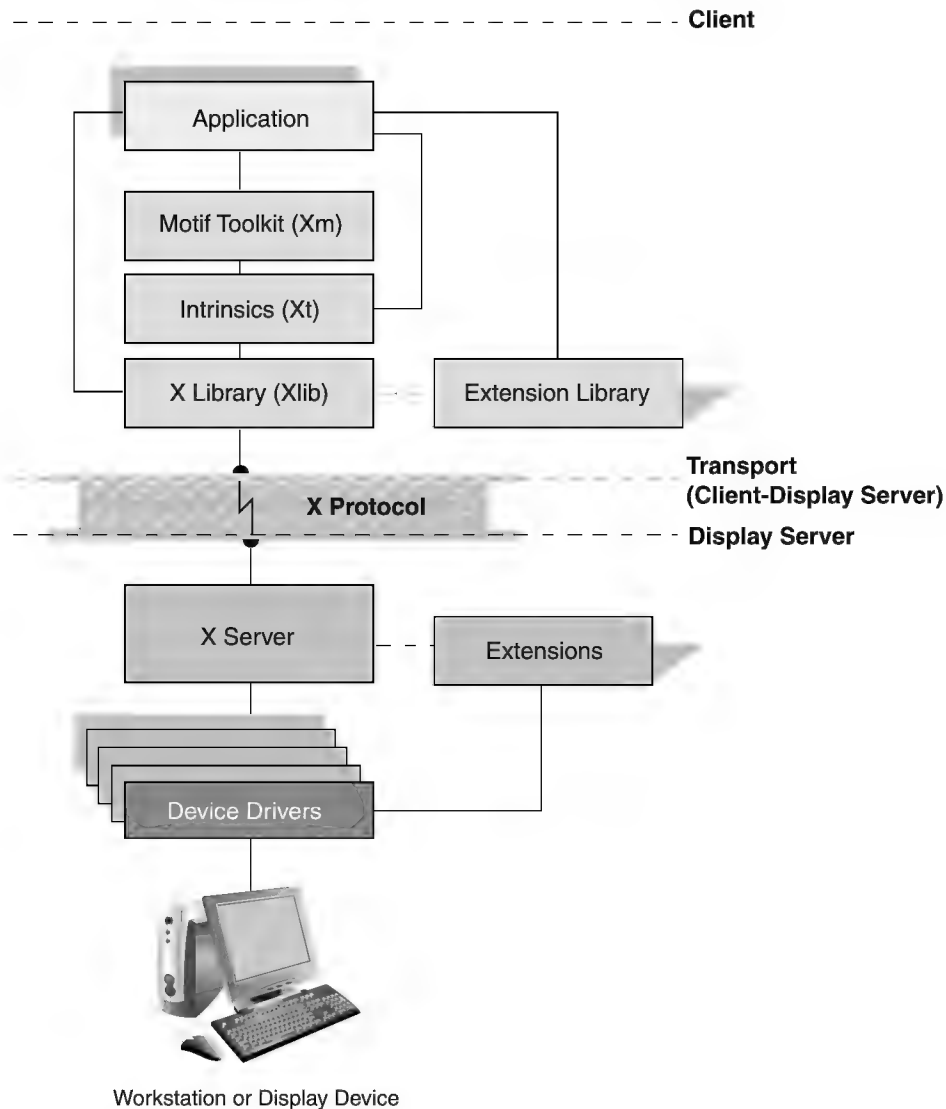 Client
Application
Motif Toolkit (Xm)
Intrinsics (Xt)
X Library (Xlib)
Extension Library
Transport
(Client-Display Server)
X Protocol
Display Server
X Server
Extensions
Device Drivers
Workstation or Display Device